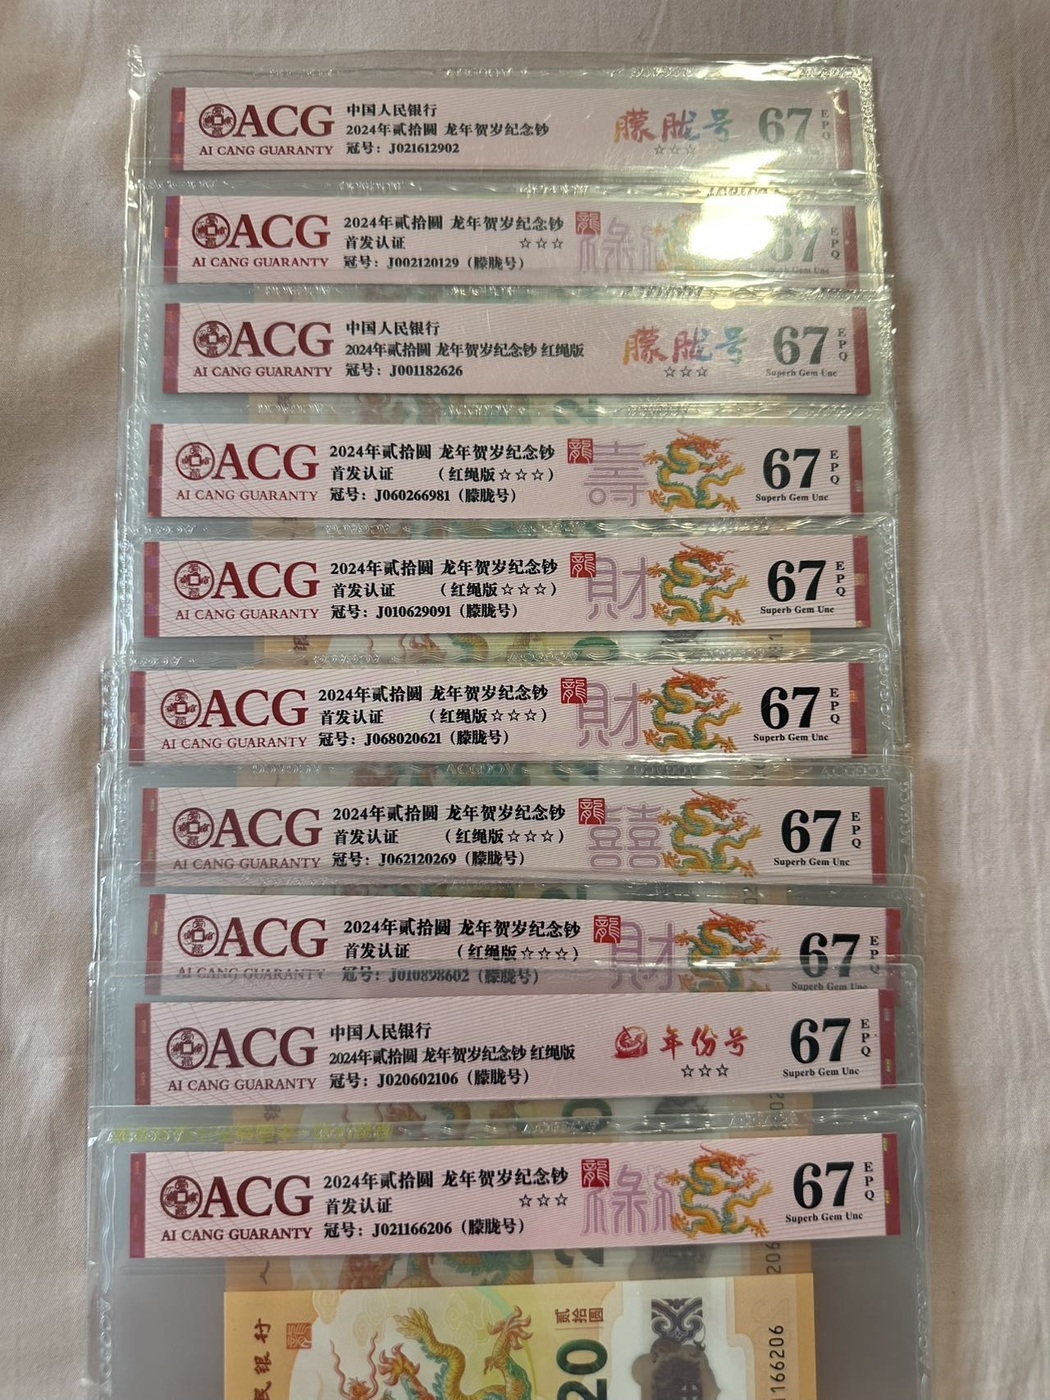 ACG
AI CANG GUARANTY
中国人民银行
2024年贰拾圆 龙年贺岁纪念钞
冠号：J021612902
朦胧号
☆☆☆
67
EPQ
ACG
AI CANG GUARANTY
2024年贰拾圆 龙年贺岁纪念钞
首发认证 ☆☆☆
冠号：J002120129（朦胧号）
龍
祿
67
EPQ
ACG
AI CANG GUARANTY
中国人民银行
2024年贰拾圆 龙年贺岁纪念钞 红绳版
冠号：J001182626
朦胧号
☆☆☆
67
Superb Gem Unc
EPQ
ACG
AI CANG GUARANTY
2024年贰拾圆 龙年贺岁纪念钞
首发认证 （红绳版☆☆☆）
冠号：J060266981（朦胧号）
龍
壽
67
Superb Gem Unc
EPQ
ACG
AI CANG GUARANTY
2024年贰拾圆 龙年贺岁纪念钞
首发认证 （红绳版☆☆☆）
冠号：J010629091（朦胧号）
龍
財
67
Superb Gem Unc
EPQ
ACG
AI CANG GUARANTY
2024年贰拾圆 龙年贺岁纪念钞
首发认证 （红绳版☆☆☆）
冠号：J068020621（朦胧号）
龍
財
67
Superb Gem Unc
EPQ
ACG
AI CANG GUARANTY
2024年贰拾圆 龙年贺岁纪念钞
首发认证 （红绳版☆☆☆）
冠号：J062120269（朦胧号）
龍
囍
67
Superb Gem Unc
EPQ
ACG
AI CANG GUARANTY
2024年贰拾圆 龙年贺岁纪念钞
首发认证 （红绳版☆☆☆）
冠号：J010898602（朦胧号）
龍
財
67
Superb Gem Unc
EPQ
ACG
AI CANG GUARANTY
中国人民银行
2024年贰拾圆 龙年贺岁纪念钞 红绳版
冠号：J020602106（朦胧号）
年份号
☆☆☆
67
Superb Gem Unc
EPQ
ACG
AI CANG GUARANTY
2024年贰拾圆 龙年贺岁纪念钞
首发认证 ☆☆☆
冠号：J021166206（朦胧号）
龍
祿
67
Superb Gem Unc
EPQ
民银行
贰拾圆
20
166206